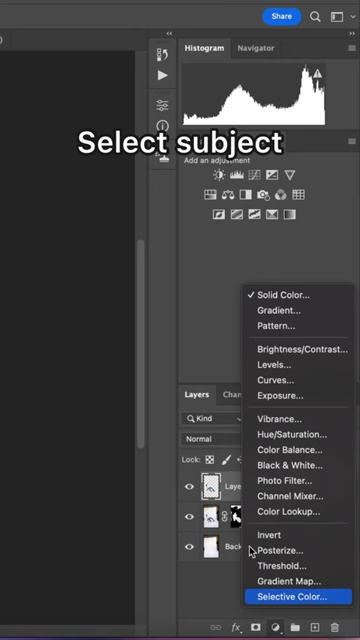 Share
Histogram
Navigator
Select subject
Add an adjustment
Solid Color...
Gradient...
Pattern...
Brightness/Contrast...
Levels...
Curves...
Exposure...
Vibrance...
Hue/Saturation...
Color Balance...
Black & White...
Photo Filter...
Channel Mixer...
Color Lookup...
Invert
Posterize...
Threshold...
Gradient Map...
Selective Color...
Layers
Chan
Kind
Normal
Lock:
Laye
Back
fx